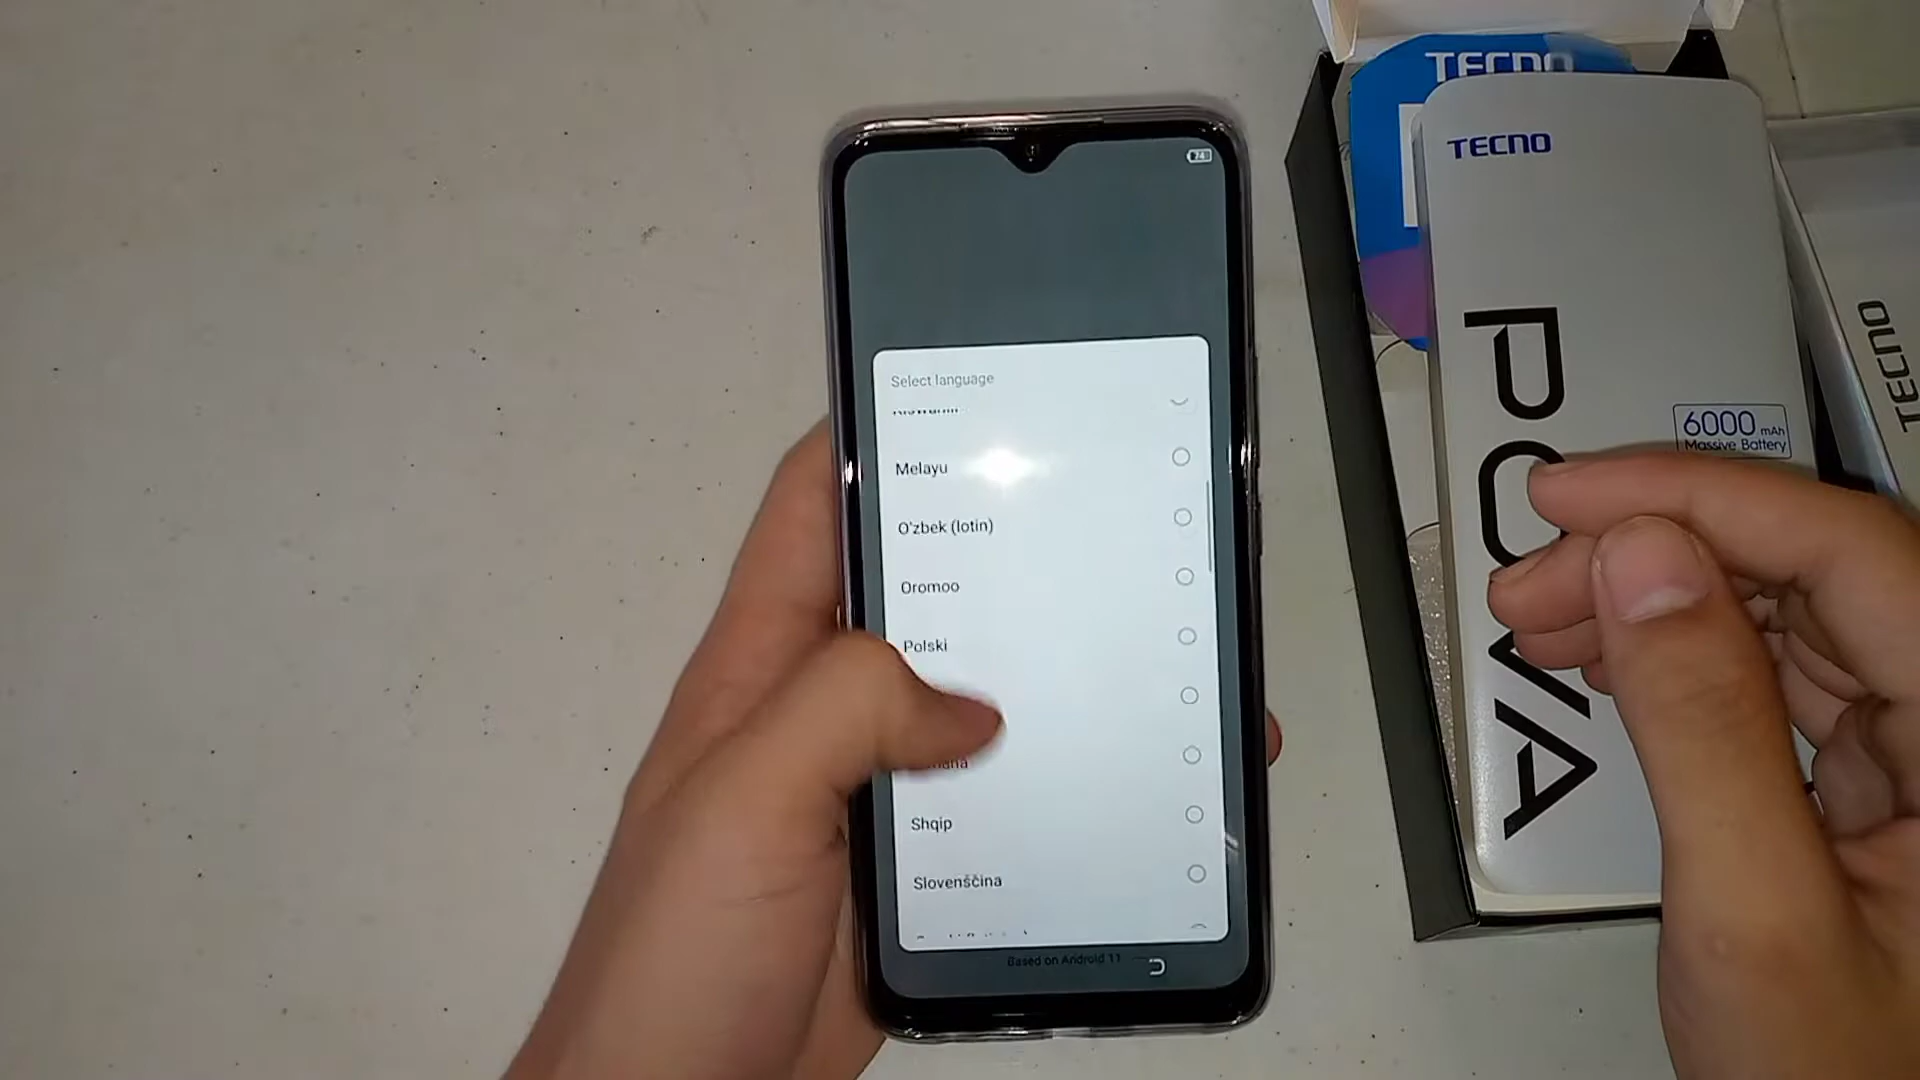 Select language
Melayu
O'zbek (lotin)
Oromoo
Polski
Shqip
Slovenščina
Based on Android 11
74
TECNO
TECNO
POVA
6000 mAh
Massive Battery
TECNO